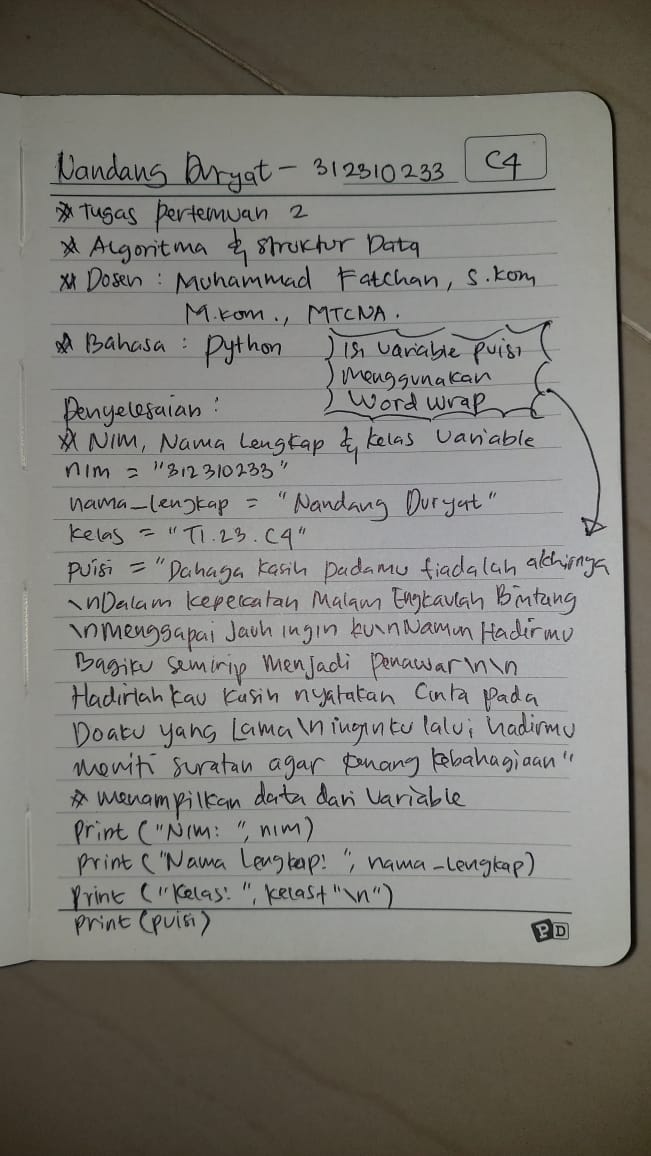 Nandang Duryat - 312310233 C4
* Tugas Pertemuan 2
* Algoritma & Struktur Data
* Dosen : Muhammad Fatchan, S.kom
M.kom., MTCNA.
* Bahasa : Python
Isi variable puisi
menggunakan
Word wrap
Penyelesaian :
* NIM, Nama Lengkap & kelas Variable
nim = "312310233"
nama_lengkap = "Nandang Duryat"
kelas = "TI.23.C4"
puisi = "Dahaga kasih padamu tiadalah akhirnya
\nDalam kepekatan Malam Engkaulah Bintang
\nmenggapai Jauh ingin ku\nNamun Hadirmu
Bagiku semirip menjadi penawar\n\n
Hadirlah kau kasih nyatakan Cinta pada
Doaku yang Lama\n inginku lalui hadirmu
meniti suratan agar kenang kebahagiaan"
* menampilkan data dari variable
Print ("Nim: ", nim)
print ("Nama Lengkap: ", nama_lengkap)
print ("Kelas: ", kelas+"\n")
print (puisi)
PD